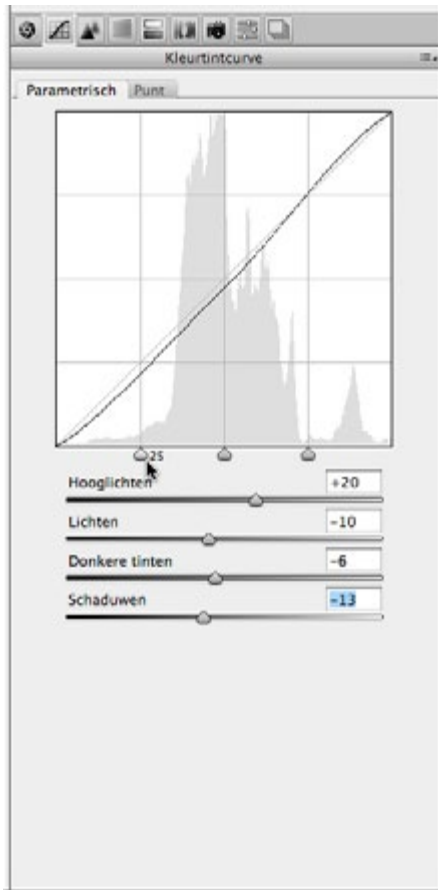 Kleurtintcurve
Parametrisch Punt
25
Hooglichten +20
Lichten -10
Donkere tinten -6
Schaduwen -13